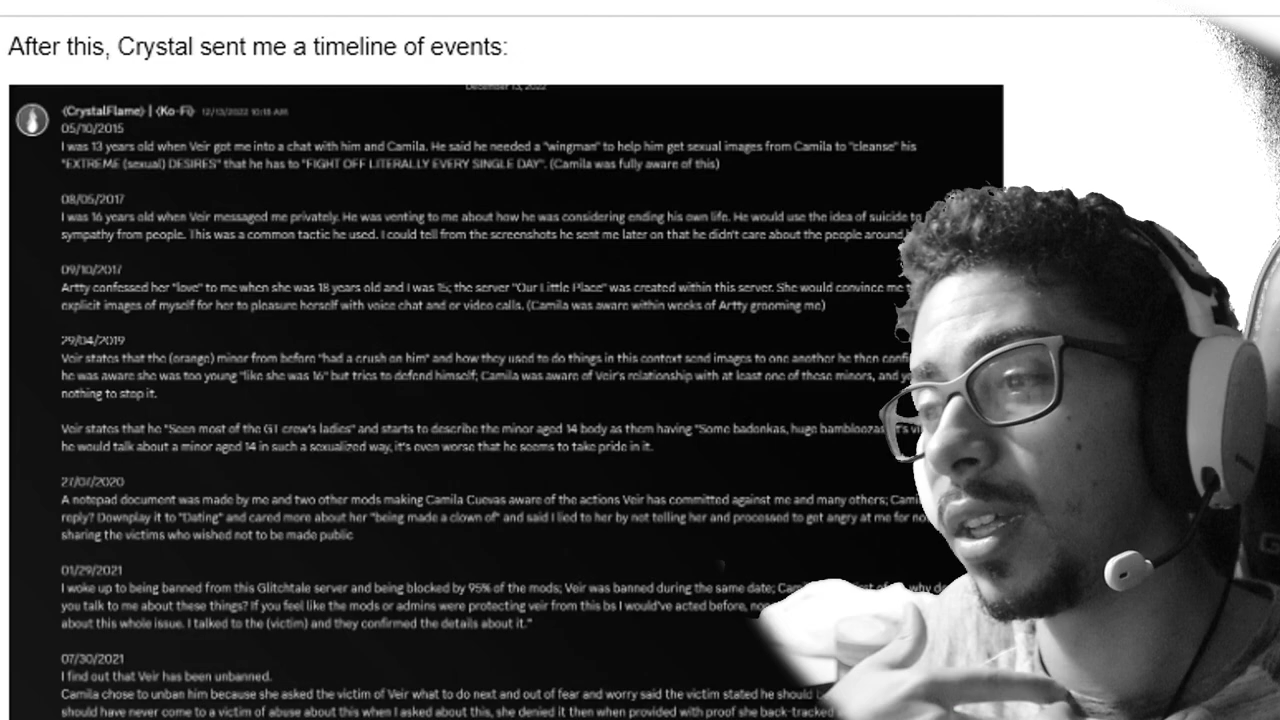 After this, Crystal sent me a timeline of events:
December 13, 2022
{CrystalFlame} | {Ko-Fi} 12/13/2022 10:18 AM
05/10/2015
I was 13 years old when Veir got me into a chat with him and Camila. He said he needed a "wingman" to help him get sexual images from Camila to "cleanse" his
"EXTREME (sexual) DESIRES" that he has to "FIGHT OFF LITERALLY EVERY SINGLE DAY". (Camila was fully aware of this)
08/05/2017
I was 16 years old when Veir messaged me privately. He was venting to me about how he was considering ending his own life. He would use the idea of suicide to
sympathy from people. This was a common tactic he used. I could tell from the screenshots he sent me later on that he didn't care about the people around
09/10/2017
Artty confessed her "love" to me when she was 18 years old and I was 15; the server "Our Little Place" was created within this server. She would convince me
explicit images of myself for her to pleasure herself with voice chat and or video calls. (Camila was aware within weeks of Artty grooming me)
29/04/2019
Veir states that the (orange) minor from before "had a crush on him" and how they used to do things in this context send images to one another he then
he was aware she was too young "like she was 16" but tries to defend himself; Camila was aware of Veir's relationship with at least one of these minors, and
nothing to stop it.
Veir states that he "Seen most of the GT crew's ladies" and starts to describe the minor aged 14 body as them having "Some badonkas, huge bambloozas
he would talk about a minor aged 14 in such a sexualized way, it's even worse that he seems to take pride in it.
27/07/2020
A notepad document was made by me and two other mods making Camila Cuevas aware of the actions Veir has committed against me and many others;
reply? Downplay it to "Dating" and cared more about her "being made a clown of" and said I lied to her by not telling her and processed to get angry at me for
sharing the victims who wished not to be made public
01/29/2021
I woke up to being banned from this Glitchtale server and being blocked by 95% of the mods; Veir was banned during the same date; why
you talk to me about these things? If you feel like the mods or admins were protecting veir from this bs I would've acted before,
about this whole issue. I talked to the (victim) and they confirmed the details about it."
07/30/2021
I find out that Veir has been unbanned.
Camila chose to unban him because she asked the victim of Veir what to do next and out of fear and worry said the victim stated he should
should have never come to a victim of abuse about this when I asked about this, she denied it then when provided with proof she back-tracked